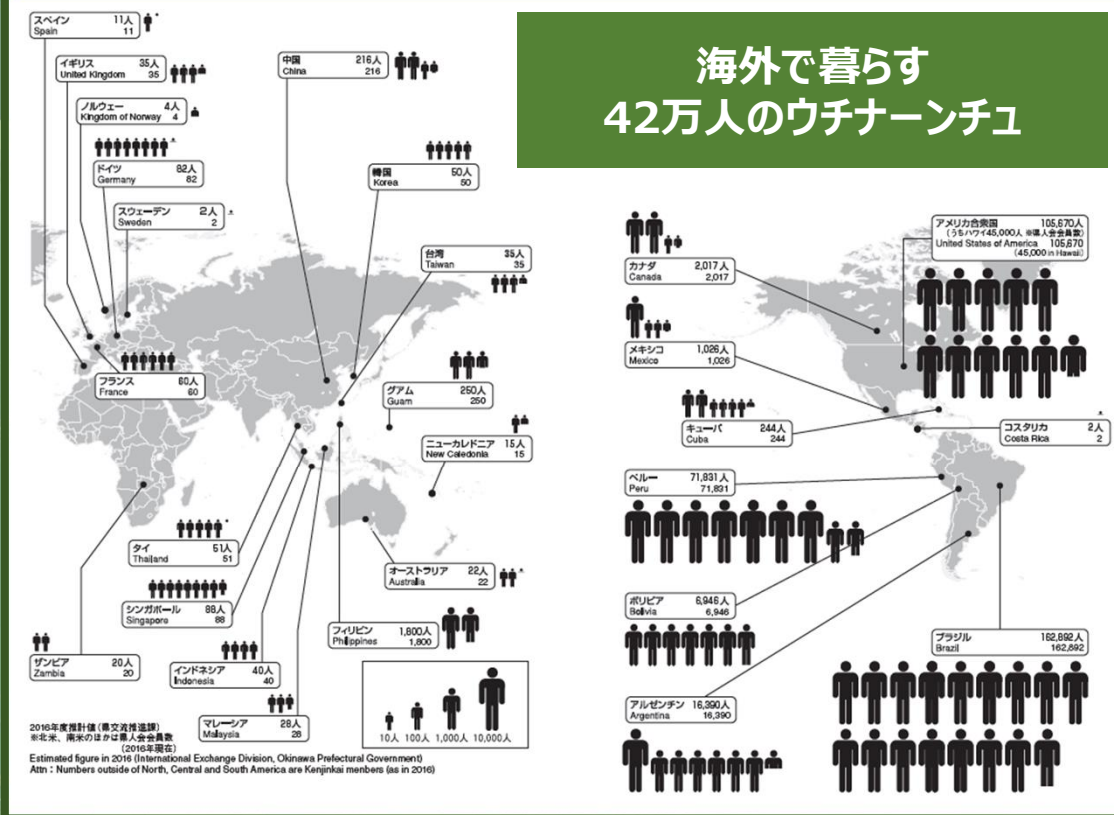 海外で暮らす
42万人のウチナーンチュ
スペイン 11人
Spain 11
イギリス 35人
United Kingdom 35
ノルウェー 4人
Kingdom of Norway 4
ドイツ 82人
Germany 82
スウェーデン 2人
Sweden 2
フランス 60人
France 60
中国 216人
China 216
韓国 50人
Korea 50
台湾 35人
Taiwan 35
グアム 250人
Guam 250
ニューカレドニア 15人
New Caledonia 15
オーストラリア 22人
Australia 22
フィリピン 1,800人
Philippines 1,800
タイ 51人
Thailand 51
シンガポール 88人
Singapore 88
ザンビア 20人
Zambia 20
インドネシア 40人
Indonesia 40
マレーシア 28人
Malaysia 28
10人 100人 1,000人 10,000人
2016年度推計値(県交流推進課)
※北米、南米のほかは県人会会員数
(2016年現在)
Estimated figure in 2016 (International Exchange Division, Okinawa Prefectural Government)
Attn : Numbers outside of North, Central and South America are Kenjinkai menbers (as in 2016)
カナダ 2,017人
Canada 2,017
メキシコ 1,026人
Mexico 1,026
キューバ 244人
Cuba 244
アメリカ合衆国 105,670人
(うちハワイ45,000人 ※県人会会員数)
United States of America 105,670
(45,000 in Hawaii)
コスタリカ 2人
Costa Rica 2
ペルー 71,831人
Peru 71,831
ボリビア 6,946人
Bolivia 6,946
アルゼンチン 16,390人
Argentina 16,390
ブラジル 162,892人
Brazil 162,892